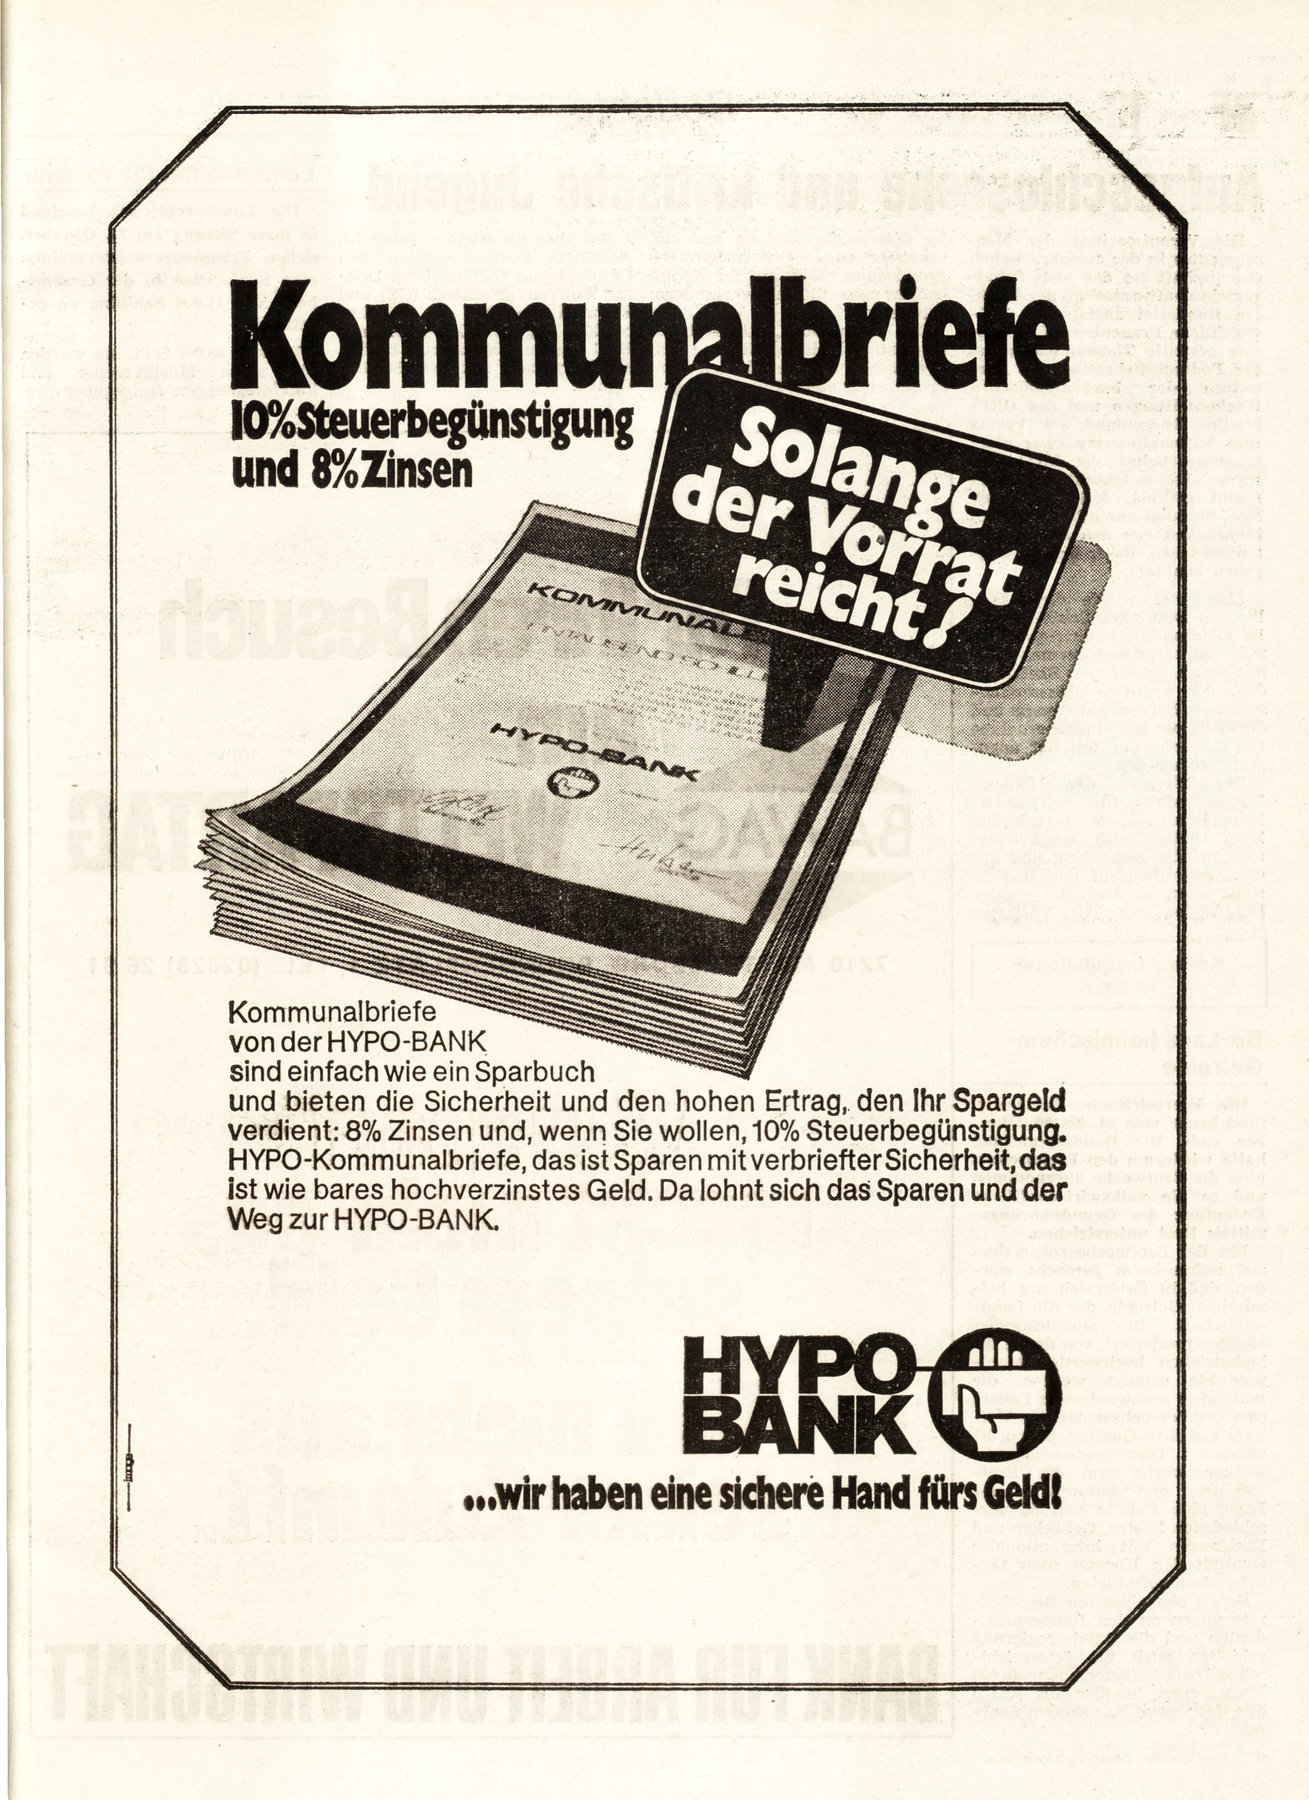 Kommunalbriefe
10% Steuerbegünstigung
und 8% Zinsen
Solange
der Vorrat
reicht!
HYPO-BANK
Kommunalbriefe
von der HYPO-BANK
sind einfach wie ein Sparbuch
und bieten die Sicherheit und den hohen Ertrag, den Ihr Spargeld
verdient: 8% Zinsen und, wenn Sie wollen, 10% Steuerbegünstigung.
HYPO-Kommunalbriefe, das ist Sparen mit verbriefter Sicherheit, das
ist wie bares hochverzinstes Geld. Da lohnt sich das Sparen und der
Weg zur HYPO-BANK.
HYPO-
BANK
...wir haben eine sichere Hand fürs Geld!